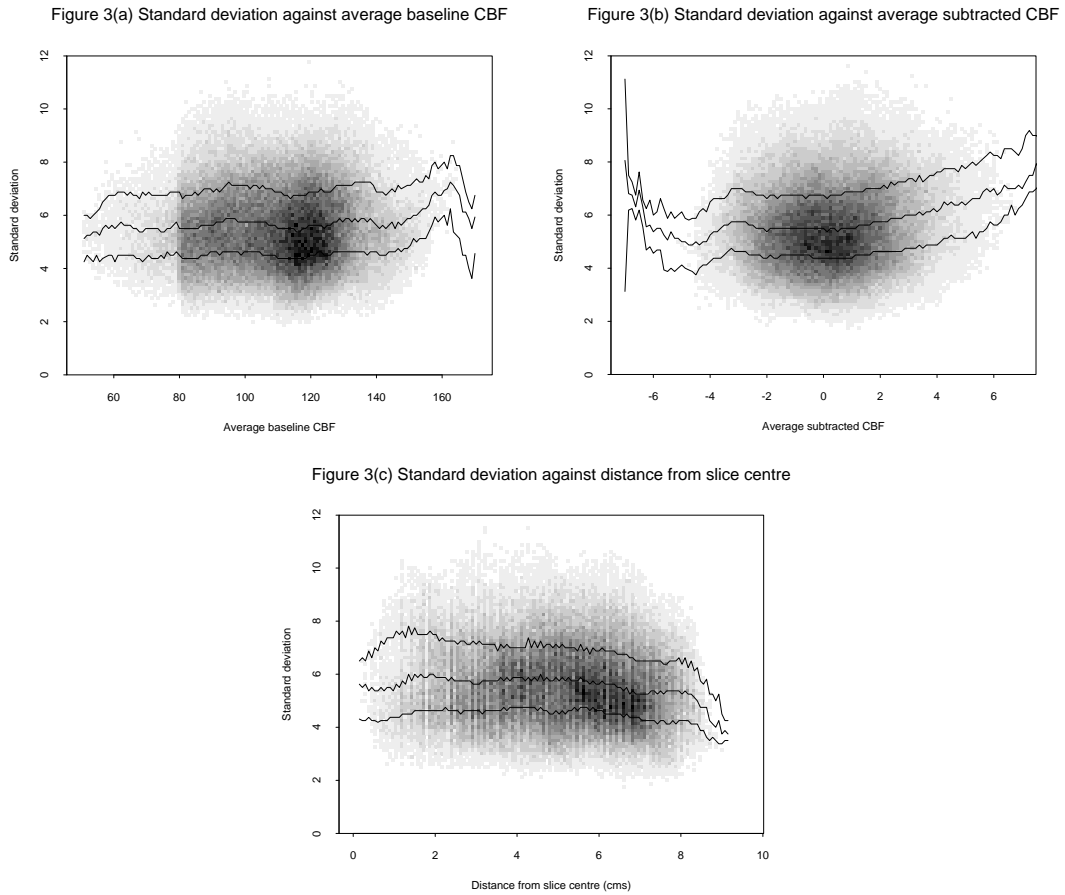 Figure 3(a) Standard deviation against average baseline CBF
Standard deviation
12
10
8
6
4
2
0
60 80 100 120 140 160
Average baseline CBF
Figure 3(b) Standard deviation against average subtracted CBF
Standard deviation
12
10
8
6
4
2
0
-6 -4 -2 0 2 4 6
Average subtracted CBF
Figure 3(c) Standard deviation against distance from slice centre
Standard deviation
12
10
8
6
4
2
0
0 2 4 6 8 10
Distance from slice centre (cms)